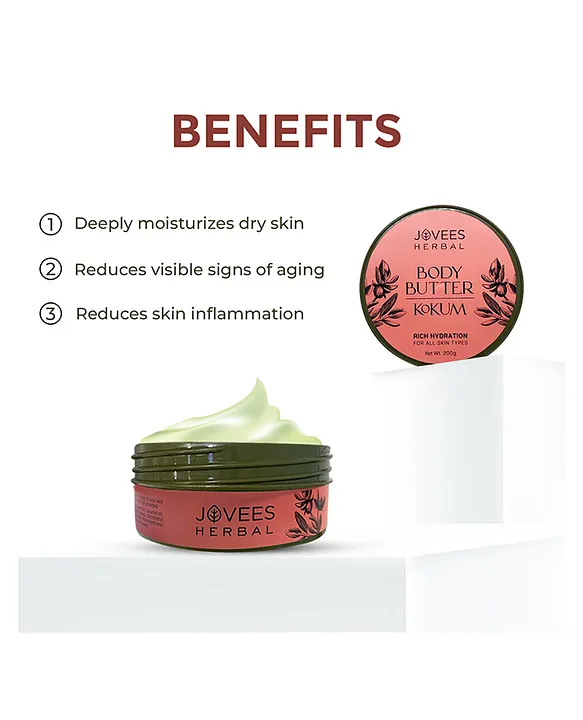 BENEFITS
1 Deeply moisturizes dry skin
2 Reduces visible signs of aging
3 Reduces skin inflammation
JOVEES
HERBAL
BODY
BUTTER
KOKUM
RICH HYDRATION
FOR ALL SKIN TYPES
Net Wt. 200g
JOVEES
HERBAL